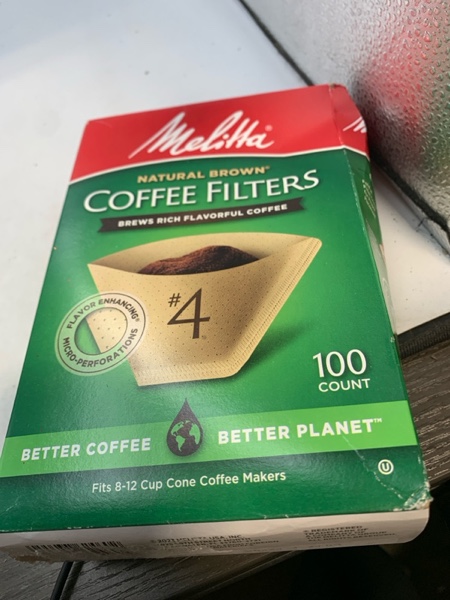 Melitta
NATURAL BROWN
COFFEE FILTERS
BREWS RICH FLAVORFUL COFFEE
FLAVOR ENHANCING®
MICRO-PERFORATIONS
#4
100
COUNT
BETTER COFFEE BETTER PLANET™
Fits 8-12 Cup Cone Coffee Makers
U